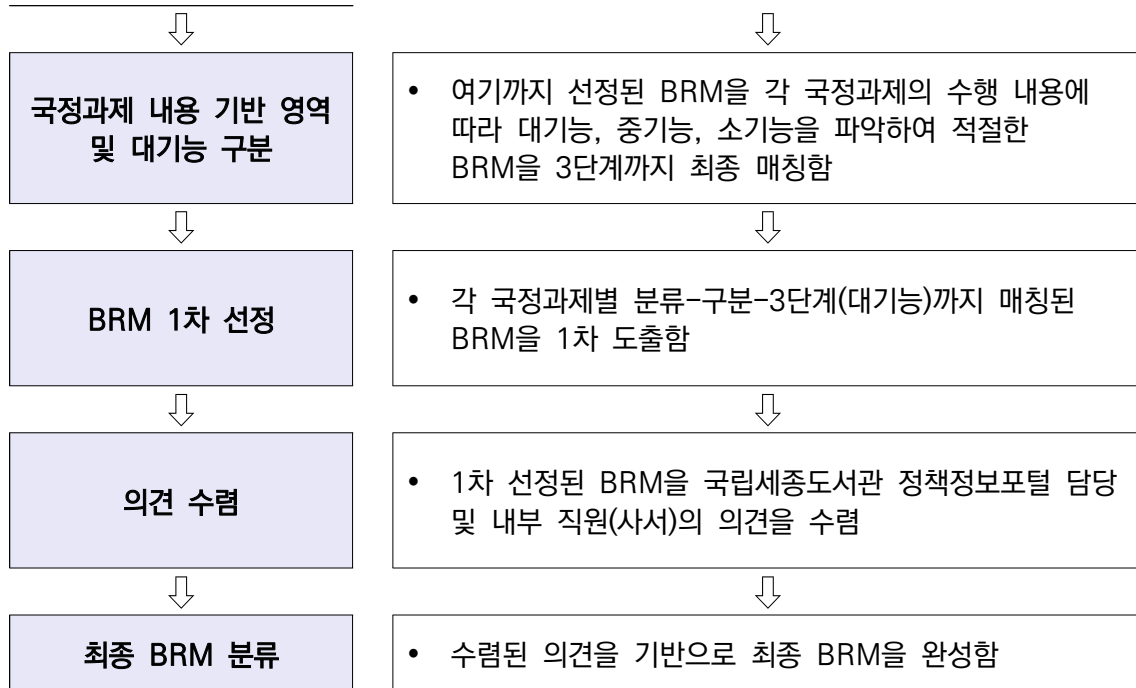 국정과제 내용 기반 영역
및 대기능 구분
• 여기까지 선정된 BRM을 각 국정과제의 수행 내용에
따라 대기능, 중기능, 소기능을 파악하여 적절한
BRM을 3단계까지 최종 매칭함
BRM 1차 선정
• 각 국정과제별 분류-구분-3단계(대기능)까지 매칭된
BRM을 1차 도출함
의견 수렴
• 1차 선정된 BRM을 국립세종도서관 정책정보포털 담당
및 내부 직원(사서)의 의견을 수렴
최종 BRM 분류
• 수렴된 의견을 기반으로 최종 BRM을 완성함